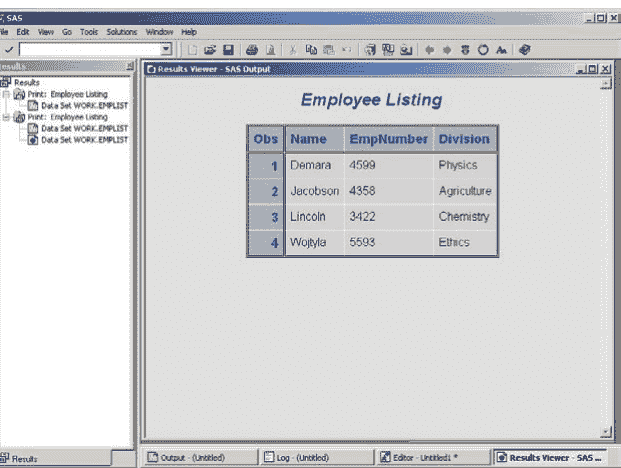 SAS
File Edit View Go Tools Solutions Window Help
Results
Results Viewer - SAS Output
Results
Print: Employee Listing
Data Set WORK.EMPLIST
Print: Employee Listing
Data Set WORK.EMPLIST
Data Set WORK.EMPLIST
Employee Listing
Obs Name EmpNumber Division
1 Demara 4599 Physics
2 Jacobson 4358 Agriculture
3 Lincoln 3422 Chemistry
4 Wojtyla 5593 Ethics
Results
Output - (Untitled) Log - (Untitled) Editor - Untitled1 * Results Viewer - SAS ...